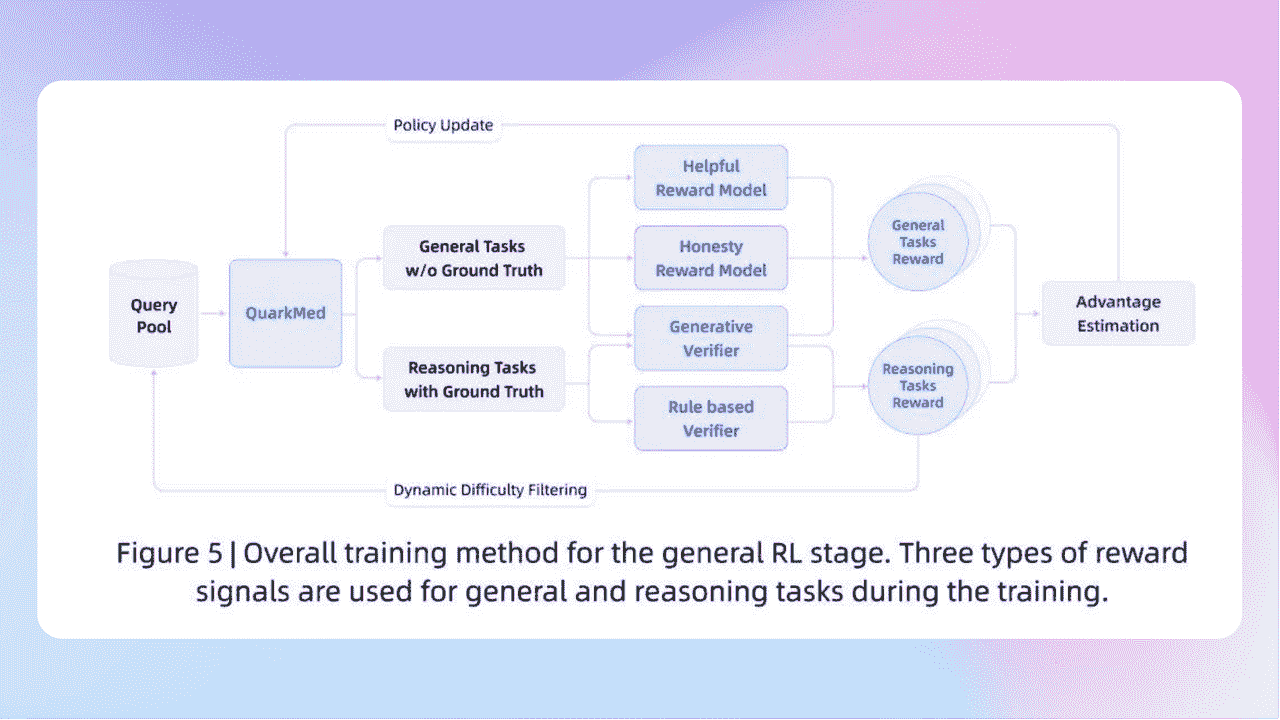 Policy Update
Helpful
Reward Model
General Tasks
w/o Ground Truth
Honesty
Reward Model
General
Tasks
Reward
Query
Pool
QuarkMed
Generative
Verifier
Advantage
Estimation
Reasoning Tasks
with Ground Truth
Rule based
Verifier
Reasoning
Tasks
Reward
Dynamic Difficulty Filtering
Figure 5 | Overall training method for the general RL stage. Three types of reward
signals are used for general and reasoning tasks during the training.